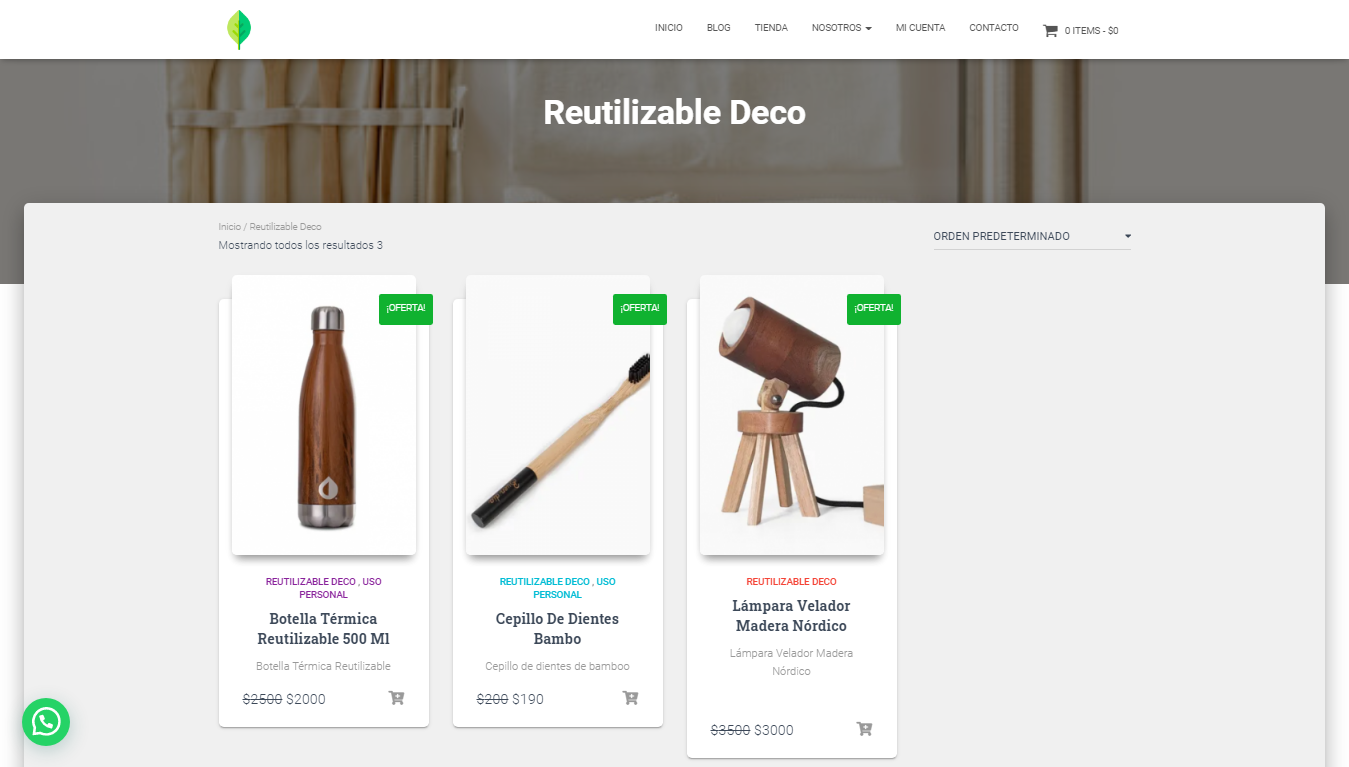 INICIO
BLOG
TIENDA
NOSOTROS
MI CUENTA
CONTACTO
0 ITEMS - $0
Reutilizable Deco
Inicio / Reutilizable Deco
Mostrando todos los resultados 3
ORDEN PREDETERMINADO
¡OFERTA!
¡OFERTA!
¡OFERTA!
REUTILIZABLE DECO , USO
PERSONAL
Botella Térmica
Reutilizable 500 Ml
Botella Térmica Reutilizable
$2500 $2000
REUTILIZABLE DECO , USO
PERSONAL
Cepillo De Dientes
Bambo
Cepillo de dientes de bamboo
$200 $190
REUTILIZABLE DECO
Lámpara Velador
Madera Nórdico
Lámpara Velador Madera
Nórdico
$3500 $3000